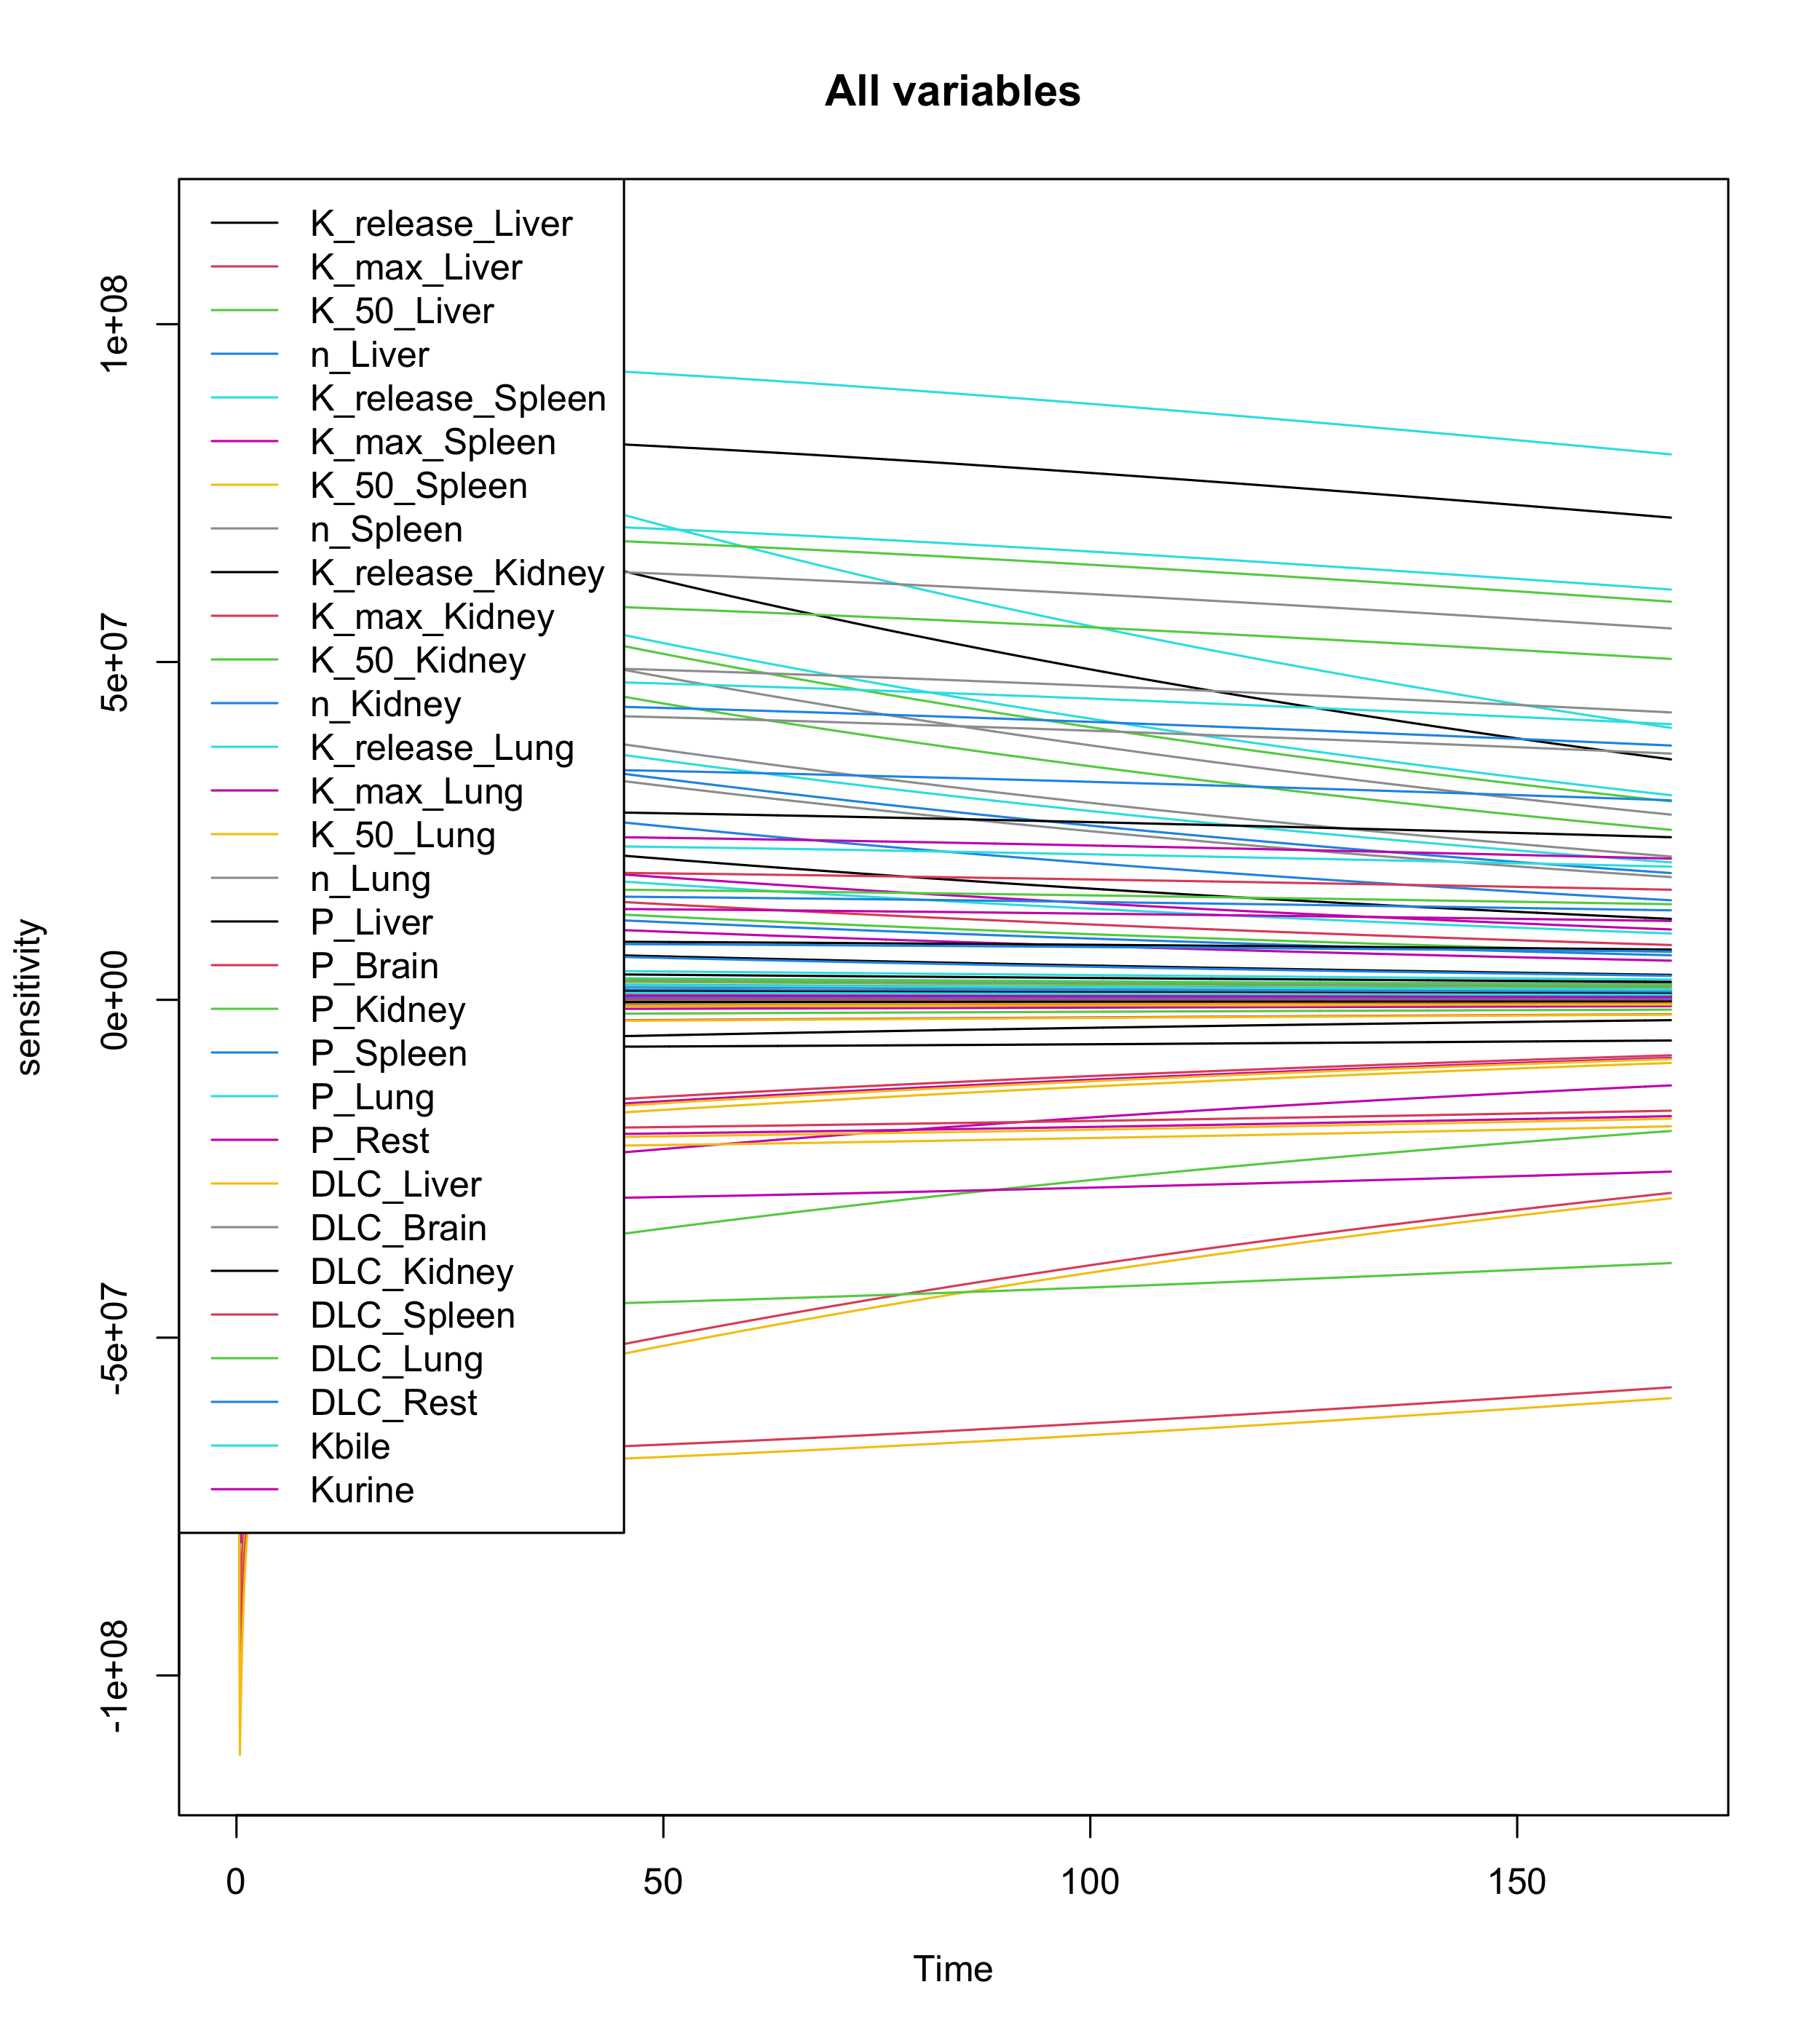 All variables
sensitivity
1e+08
5e+07
0e+00
-5e+07
-1e+08
K_release_Liver
K_max_Liver
K_50_Liver
n_Liver
K_release_Spleen
K_max_Spleen
K_50_Spleen
n_Spleen
K_release_Kidney
K_max_Kidney
K_50_Kidney
n_Kidney
K_release_Lung
K_max_Lung
K_50_Lung
n_Lung
P_Liver
P_Brain
P_Kidney
P_Spleen
P_Lung
P_Rest
DLC_Liver
DLC_Brain
DLC_Kidney
DLC_Spleen
DLC_Lung
DLC_Rest
Kbile
Kurine
0 50 100 150
Time